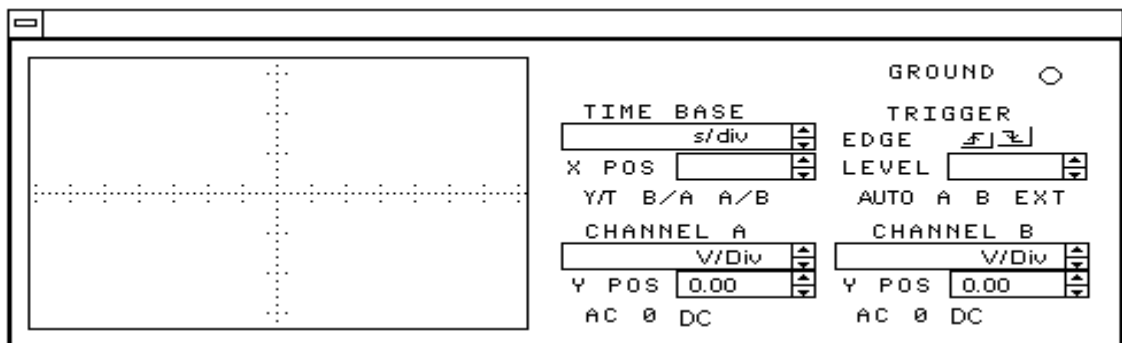 GROUND
TIME BASE
TRIGGER
s/div
EDGE
X POS
LEVEL
Y/T B/A A/B
AUTO A B EXT
CHANNEL A
CHANNEL B
V/Div
V/Div
Y POS 0.00
Y POS 0.00
AC 0 DC
AC 0 DC